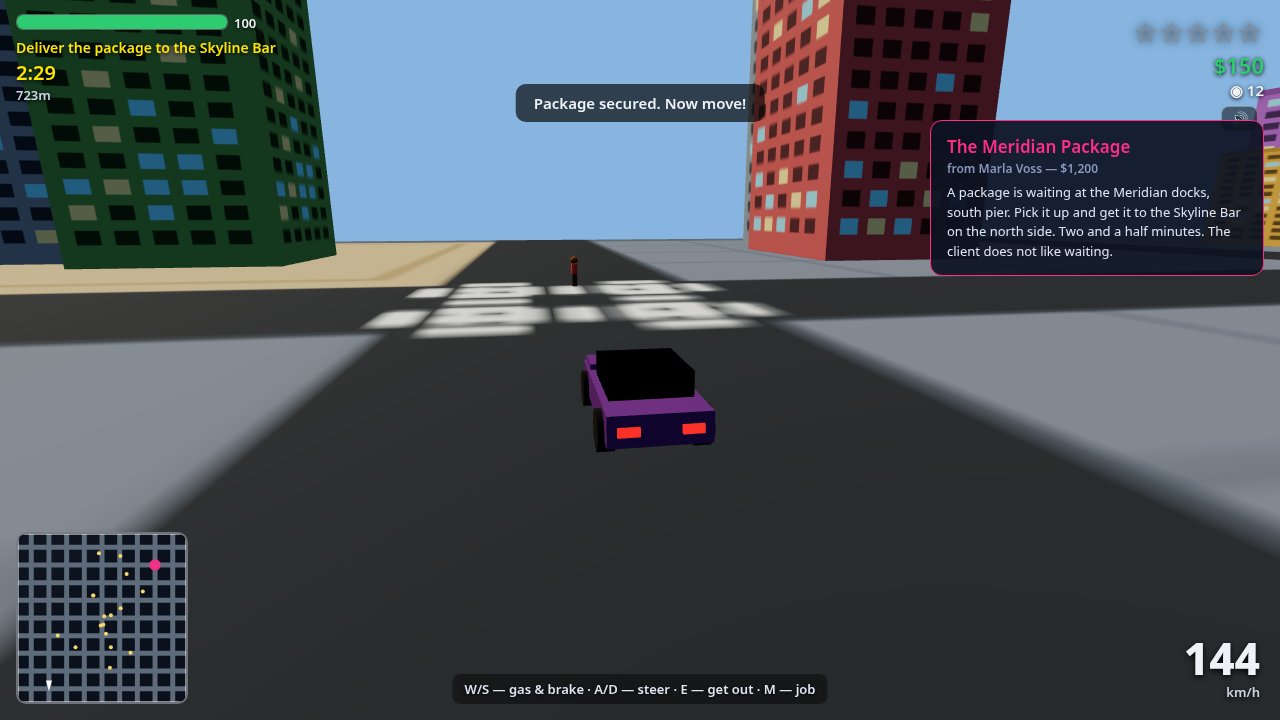 100
Deliver the package to the Skyline Bar
2:29
723m
Package secured. Now move!
$150
◉ 12
The Meridian Package
from Marla Voss — $1,200
A package is waiting at the Meridian docks,
south pier. Pick it up and get it to the Skyline Bar
on the north side. Two and a half minutes. The
client does not like waiting.
144
km/h
W/S — gas & brake · A/D — steer · E — get out · M — job